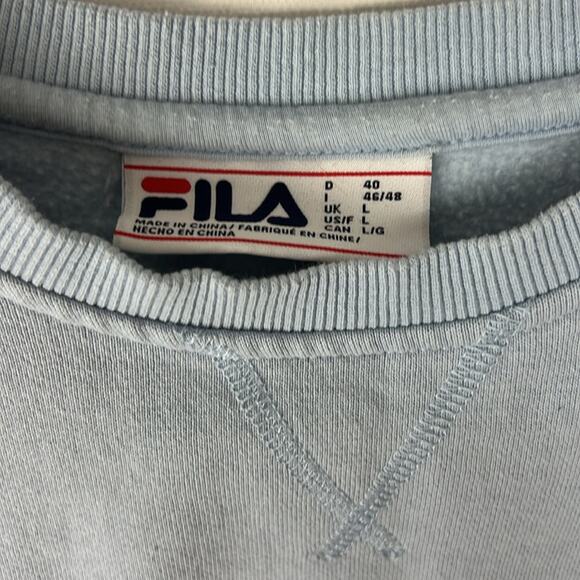 FILA
D 40
I 46/48
UK L
US/F L
CAN L/G
MADE IN CHINA/ FABRIQUÉ EN CHINE/
HECHO EN CHINA